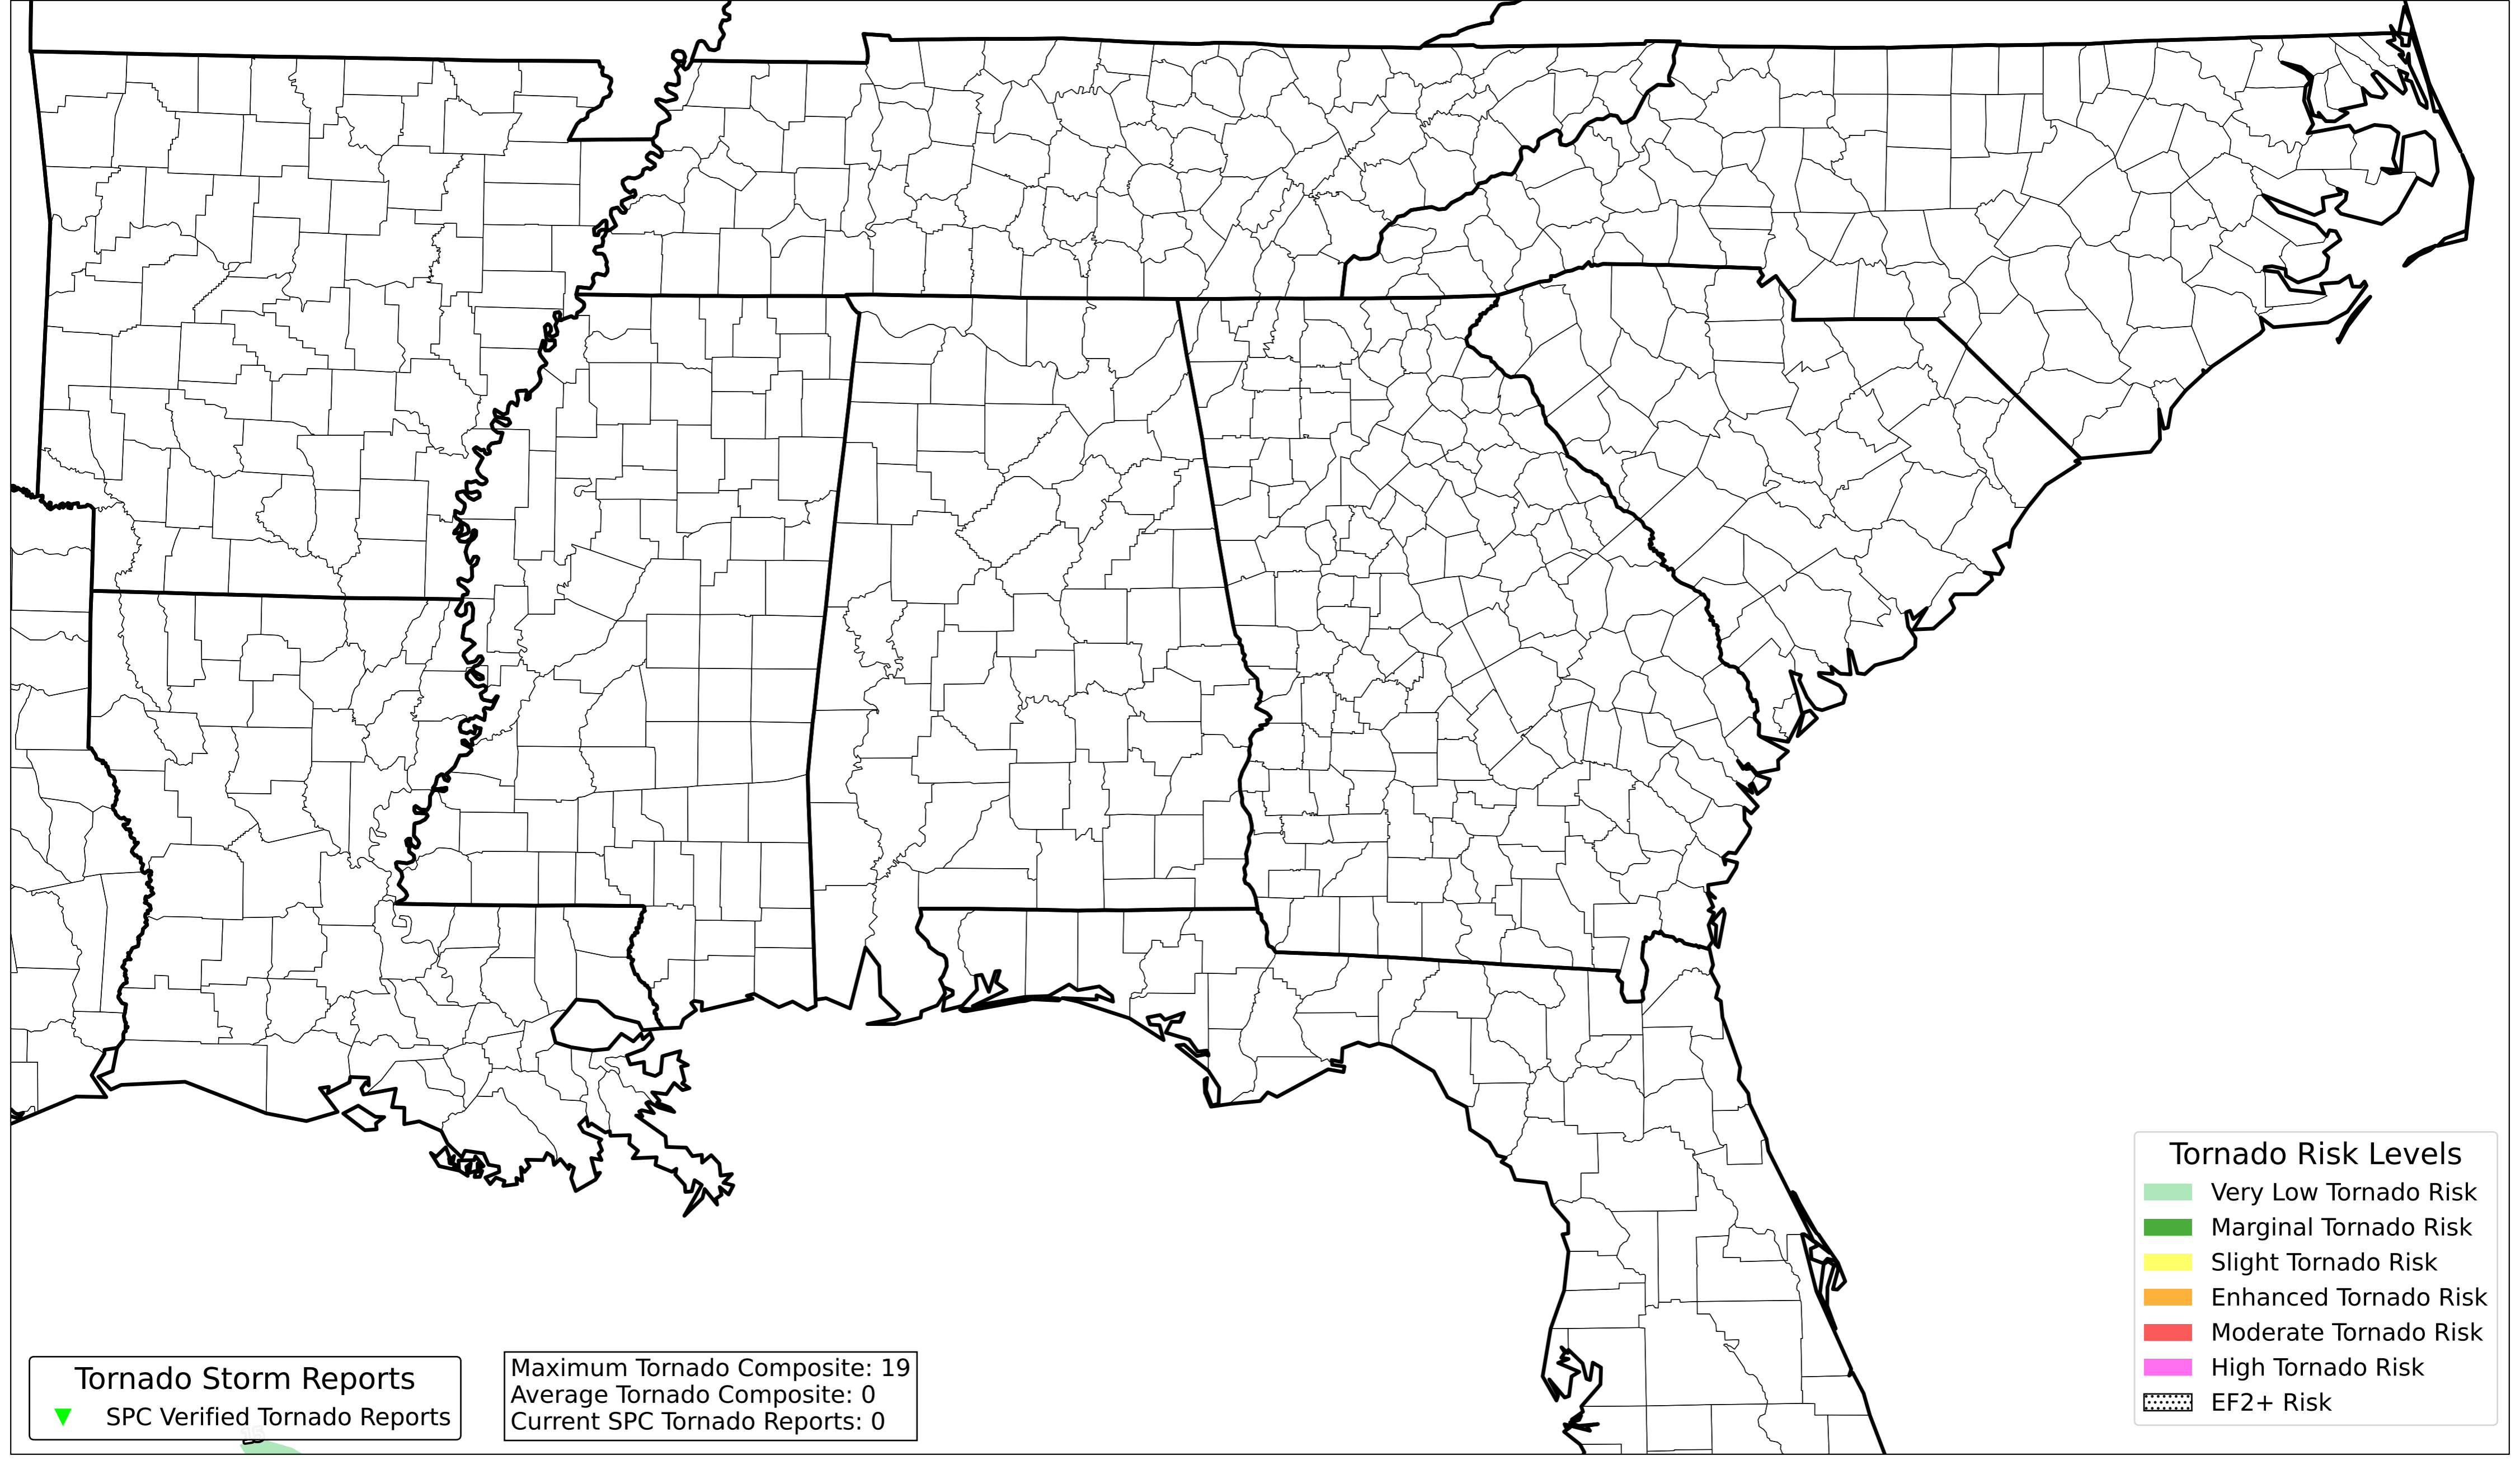 Tornado Risk Levels
Very Low Tornado Risk
Marginal Tornado Risk
Slight Tornado Risk
Enhanced Tornado Risk
Moderate Tornado Risk
High Tornado Risk
EF2+ Risk
Tornado Storm Reports
SPC Verified Tornado Reports
Maximum Tornado Composite: 19
Average Tornado Composite: 0
Current SPC Tornado Reports: 0